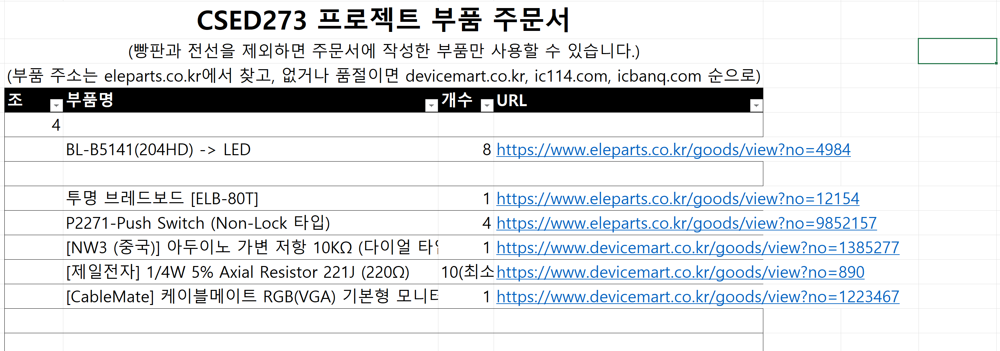 CSED273 프로젝트 부품 주문서
(빵판과 전선을 제외하면 주문서에 작성한 부품만 사용할 수 있습니다.)
(부품 주소는 eleparts.co.kr에서 찾고, 없거나 품절이면 devicemart.co.kr, ic114.com, icbanq.com 순으로)
조 부품명 개수 URL
4
BL-B5141(204HD) -> LED 8 https://www.eleparts.co.kr/goods/view?no=4984
투명 브레드보드 [ELB-80T] 1 https://www.eleparts.co.kr/goods/view?no=12154
P2271-Push Switch (Non-Lock 타입) 4 https://www.eleparts.co.kr/goods/view?no=9852157
[NW3 (중국)] 아두이노 가변 저항 10KΩ (다이얼 1 https://www.devicemart.co.kr/goods/view?no=1385277
[제일전자] 1/4W 5% Axial Resistor 221J (220Ω) 10(최소 https://www.devicemart.co.kr/goods/view?no=890
[CableMate] 케이블메이트 RGB(VGA) 기본형 1 https://www.devicemart.co.kr/goods/view?no=1223467